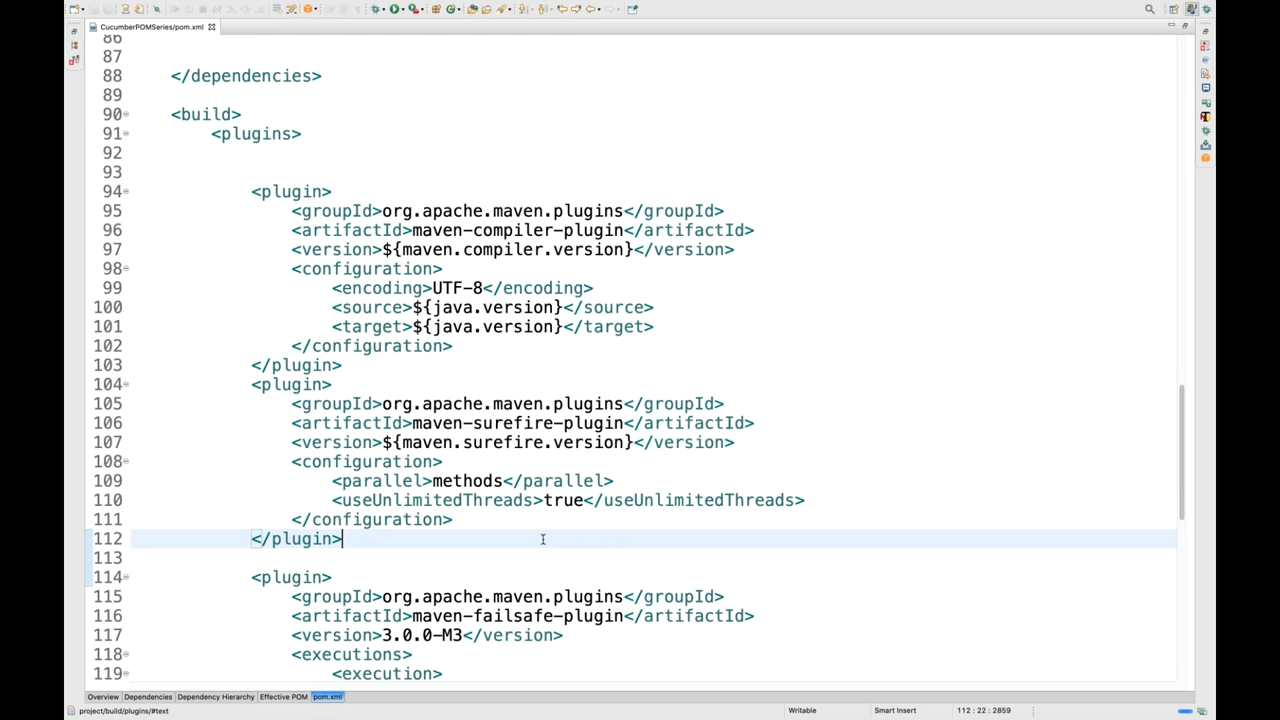 CucumberPOMSeries/pom.xml
86
87
88 </dependencies>
89
90 <build>
91 <plugins>
92
93
94 <plugin>
95 <groupId>org.apache.maven.plugins</groupId>
96 <artifactId>maven-compiler-plugin</artifactId>
97 <version>${maven.compiler.version}</version>
98 <configuration>
99 <encoding>UTF-8</encoding>
100 <source>${java.version}</source>
101 <target>${java.version}</target>
102 </configuration>
103 </plugin>
104 <plugin>
105 <groupId>org.apache.maven.plugins</groupId>
106 <artifactId>maven-surefire-plugin</artifactId>
107 <version>${maven.surefire.version}</version>
108 <configuration>
109 <parallel>methods</parallel>
110 <useUnlimitedThreads>true</useUnlimitedThreads>
111 </configuration>
112 </plugin>
113
114 <plugin>
115 <groupId>org.apache.maven.plugins</groupId>
116 <artifactId>maven-failsafe-plugin</artifactId>
117 <version>3.0.0-M3</version>
118 <executions>
119 <execution>
Overview Dependencies Dependency Hierarchy Effective POM pom.xml
project/build/plugins/#text Writable Smart Insert 112 : 22 : 2859